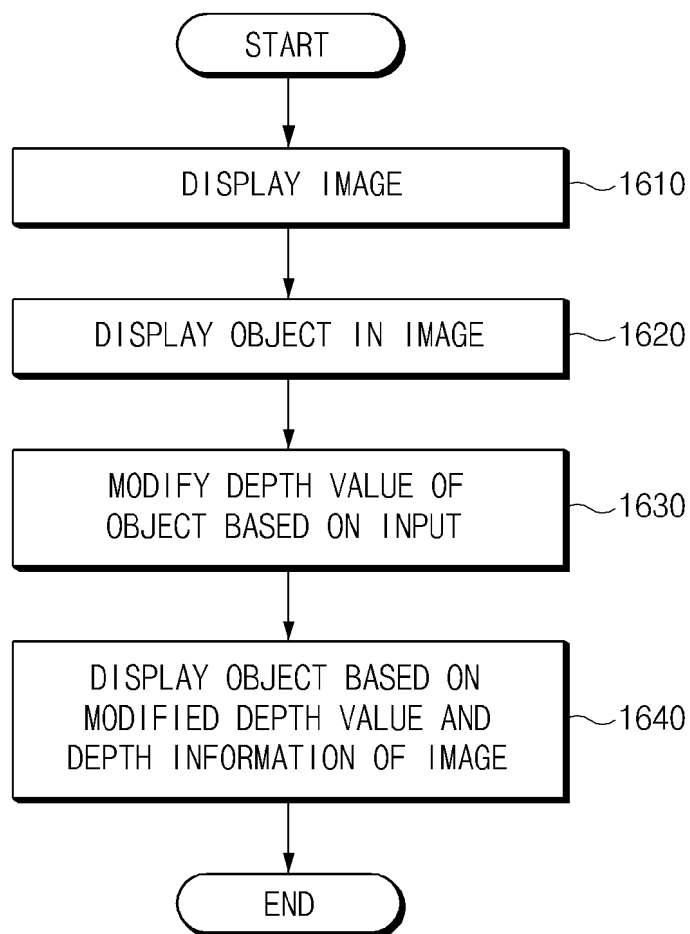 START
DISPLAY IMAGE
1610
DISPLAY OBJECT IN IMAGE
1620
MODIFY DEPTH VALUE OF
OBJECT BASED ON INPUT
1630
DISPLAY OBJECT BASED ON
MODIFIED DEPTH VALUE AND
DEPTH INFORMATION OF IMAGE
1640
END